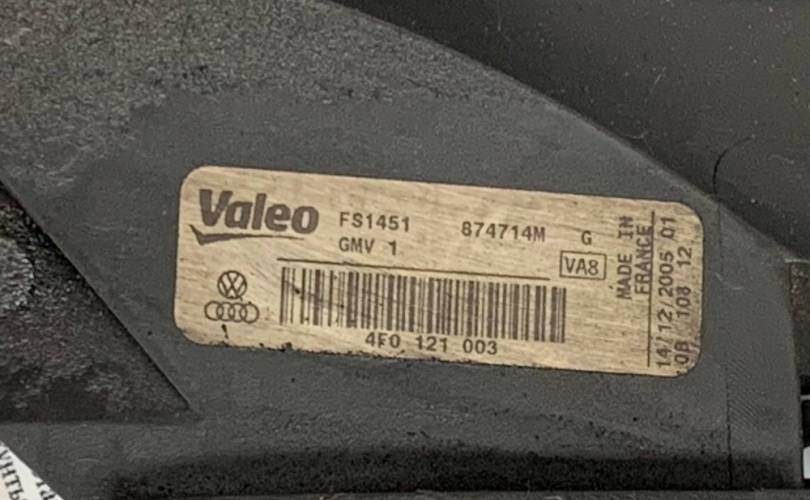 Valeo FS1451 874714M G
GMV 1 VA8
4F0 121 003
MADE IN
FRANCE
14/12/2005 01
08 108 12